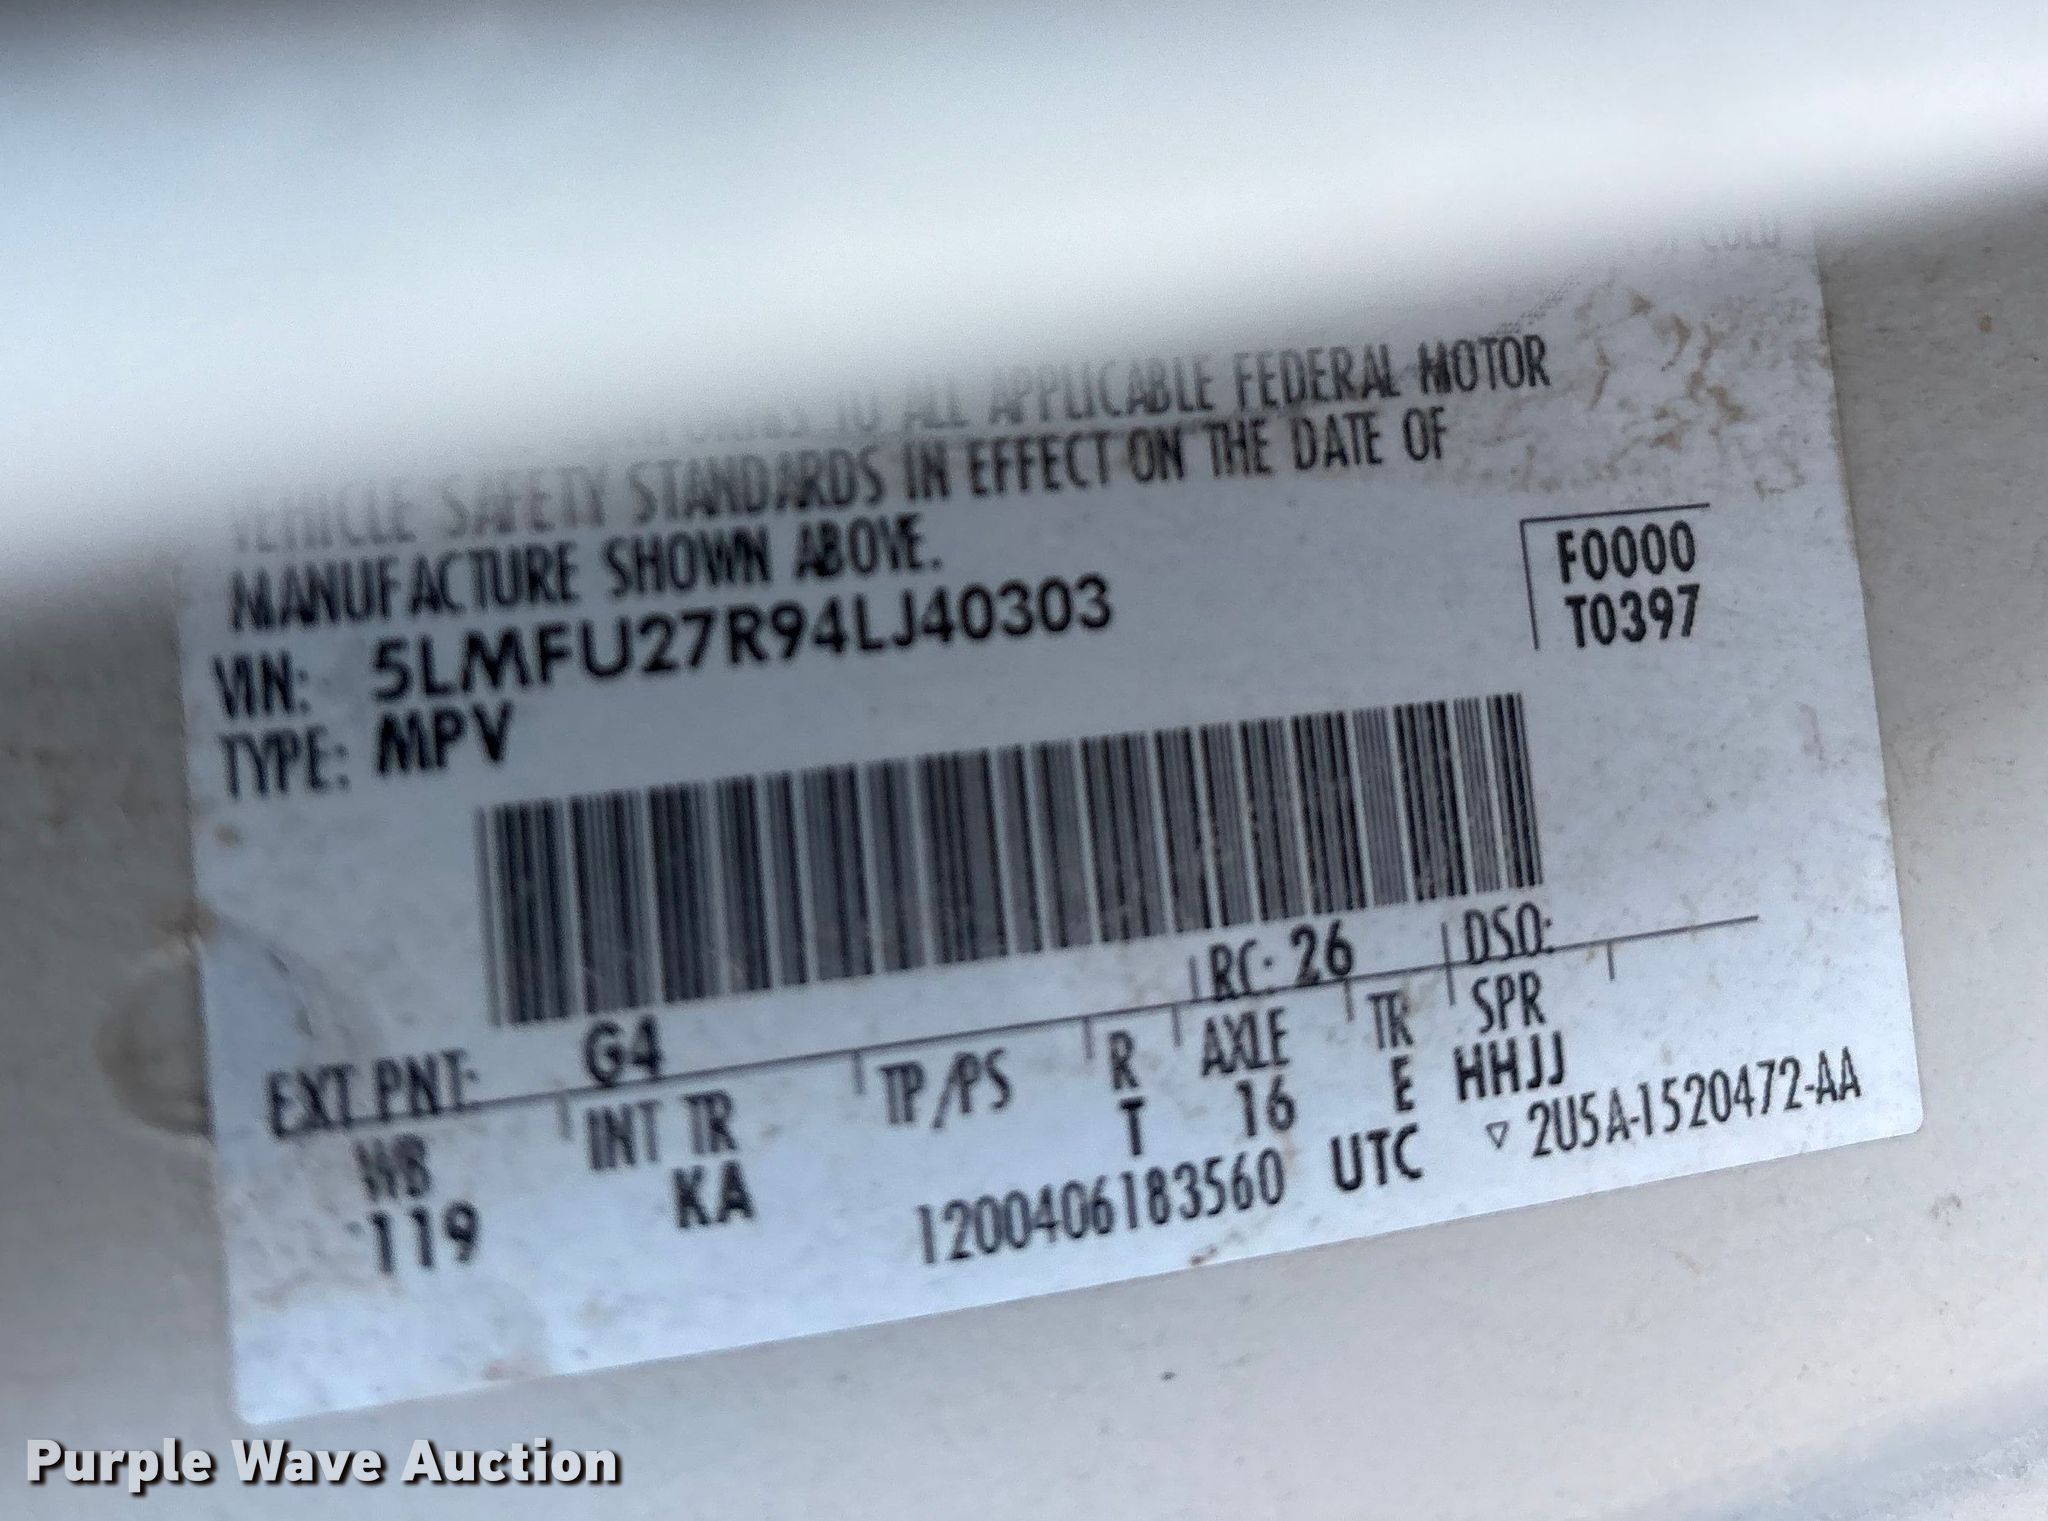 TO ALL APPLICABLE FEDERAL MOTOR
VEHICLE SAFETY STANDARDS IN EFFECT ON THE DATE OF
MANUFACTURE SHOWN ABOVE.
F0000
T0397
VIN: 5LMFU27R94LJ40303
TYPE: MPV
EXT PNT: G4 RC: 26 DSO:
WB INT TR TP/PS R AXLE TR SPR
119 KA T 16 E HHJJ
1200406183560 UTC ▽ 2U5A-1520472-AA
Purple Wave Auction